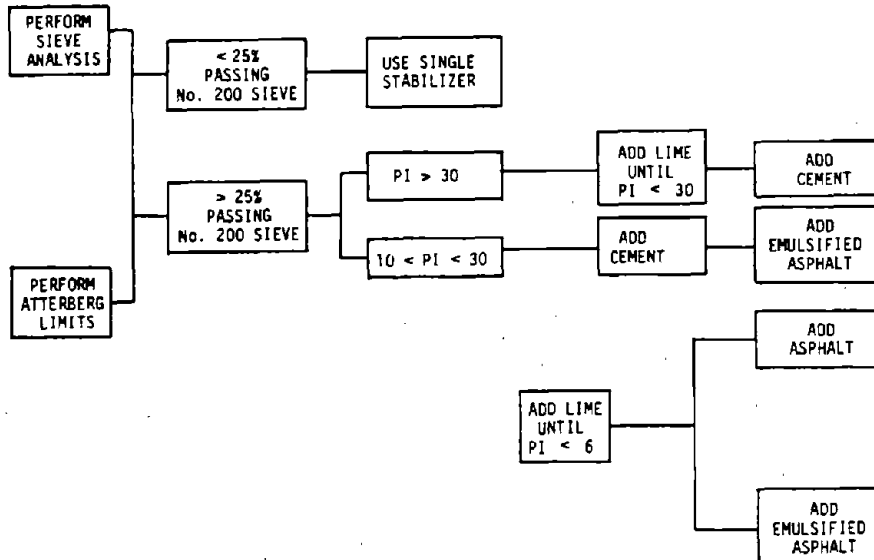 PERFORM
SIEVE
ANALYSIS
< 25%
PASSING
No. 200 SIEVE
USE SINGLE
STABILIZER
> 25%
PASSING
No. 200 SIEVE
PI > 30
ADD LIME
UNTIL
PI < 30
ADD
CEMENT
10 < PI < 30
ADD
CEMENT
ADD
EMULSIFIED
ASPHALT
PERFORM
ATTERBERG
LIMITS
ADD
ASPHALT
ADD LIME
UNTIL
PI < 6
ADD
EMULSIFIED
ASPHALT